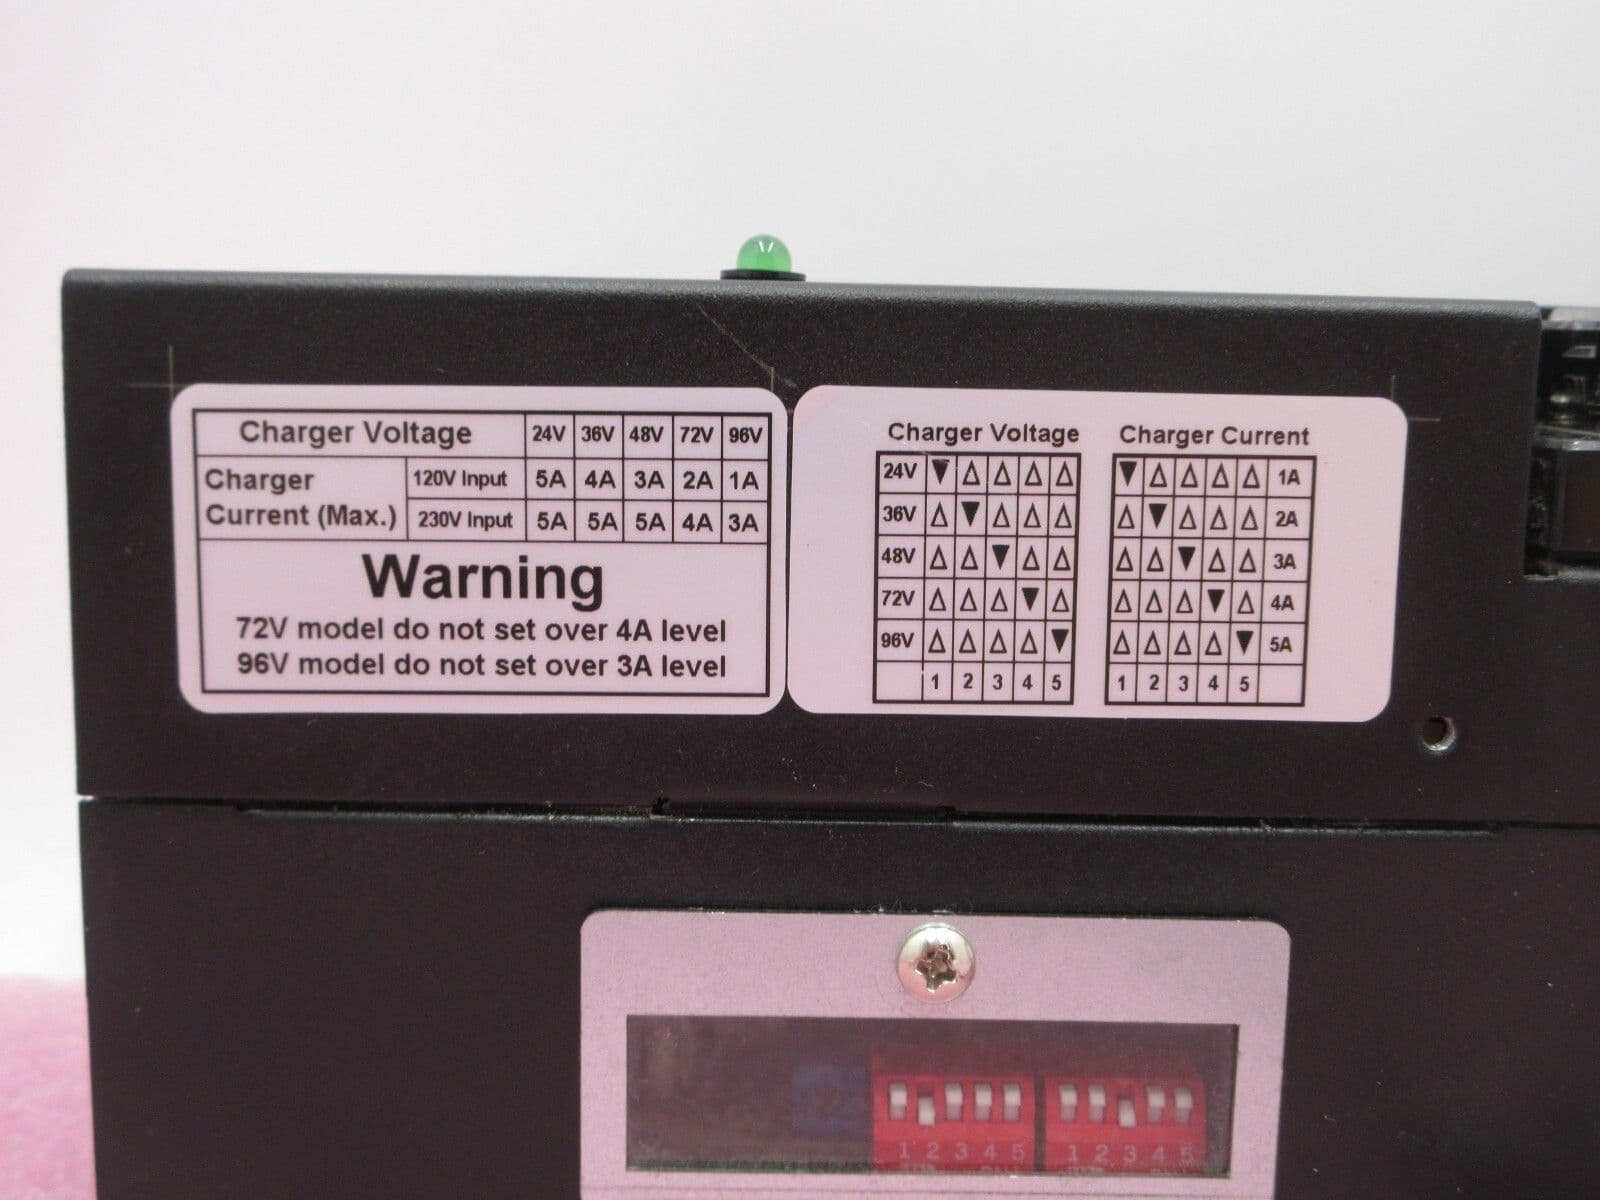 Charger Voltage 24V 36V 48V 72V 96V
Charger Current (Max.)
120V Input 5A 4A 3A 2A 1A
230V Input 5A 5A 5A 4A 3A
Warning
72V model do not set over 4A level
96V model do not set over 3A level
Charger Voltage
24V ▼ △ △ △ △
36V △ ▼ △ △ △
48V △ △ ▼ △ △
72V △ △ △ ▼ △
96V △ △ △ △ ▼
1 2 3 4 5
Charger Current
▼ △ △ △ △ 1A
△ ▼ △ △ △ 2A
△ △ ▼ △ △ 3A
△ △ △ ▼ △ 4A
△ △ △ △ ▼ 5A
1 2 3 4 5
1 2 3 4 5
1 2 3 4 5